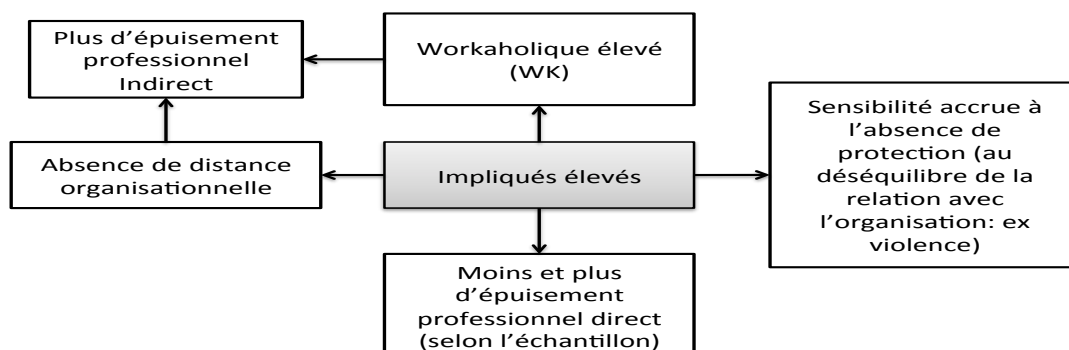 Plus d’épuisement
professionnel
Indirect
Workaholique élevé
(WK)
Sensibilité accrue à
l’absence de
protection (au
déséquilibre de la
relation avec
l’organisation: ex
violence)
Absence de distance
organisationnelle
Impliqués élevés
Moins et plus
d’épuisement
professionnel direct
(selon l’échantillon)